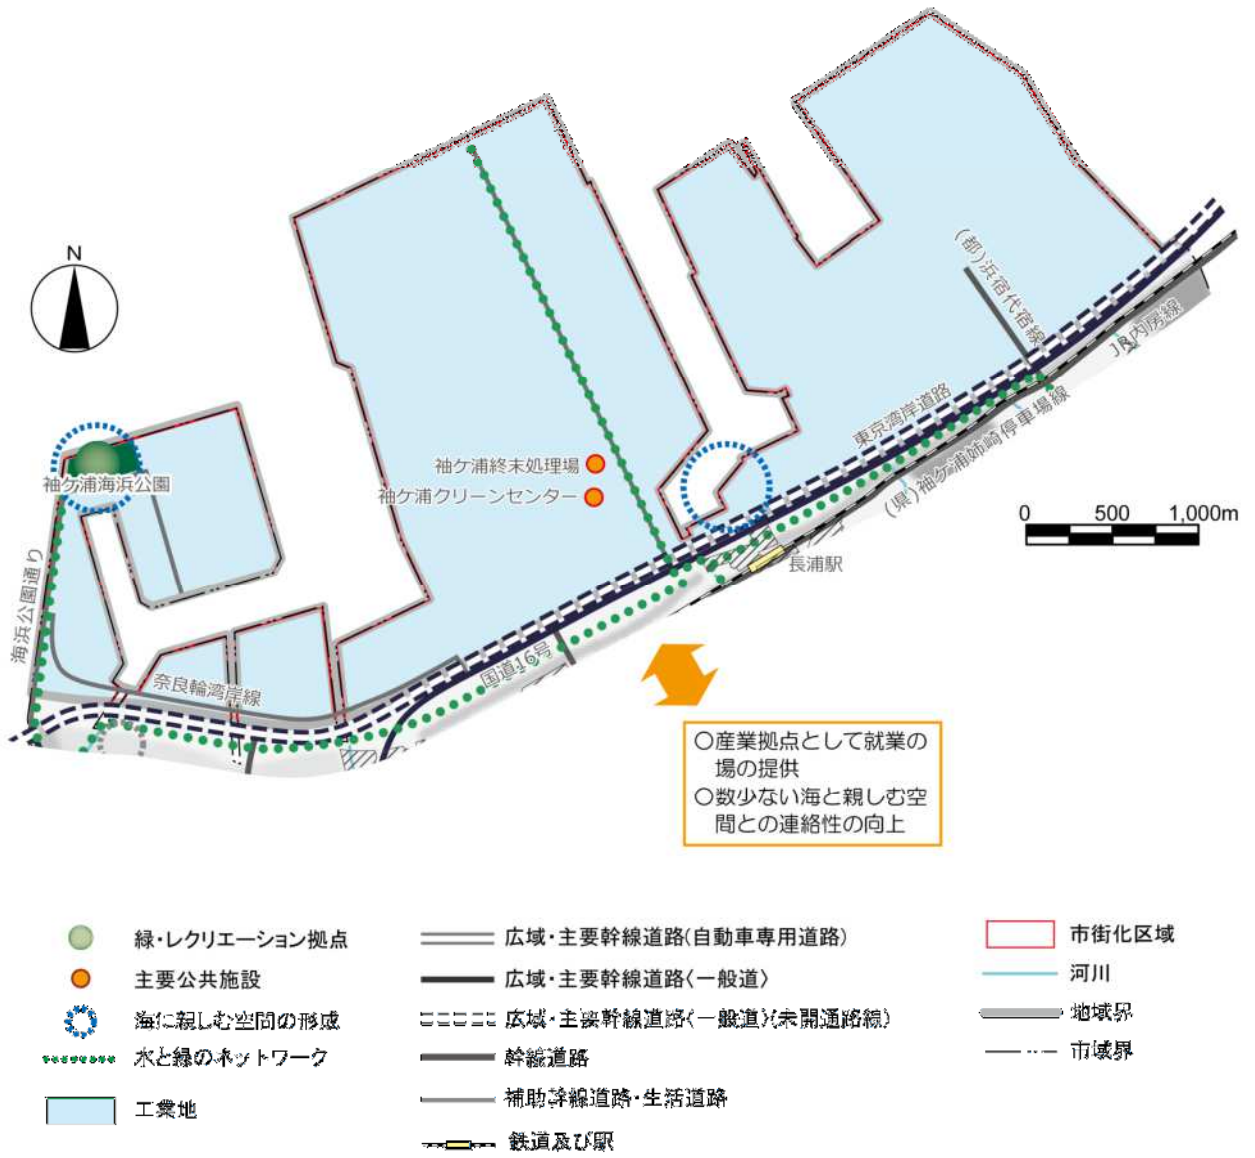 N
(都)浜宿代宿線
JR内房線
東京湾岸道路
(県)袖ケ浦姉崎停車場線
袖ケ浦海浜公園
袖ケ浦終末処理場
袖ケ浦クリーンセンター
0 500 1,000m
長浦駅
海浜公園通り
奈良輪湾岸線
国道16号
○産業拠点として就業の
場の提供
○数少ない海と親しむ空
間との連絡性の向上
緑・レクリエーション拠点
主要公共施設
海に親しむ空間の形成
水と緑のネットワーク
工業地
広域・主要幹線道路(自動車専用道路)
広域・主要幹線道路〈一般道〉
広域・主要幹線道路(一般道)(未開通路線)
幹線道路
補助幹線道路・生活道路
鉄道及び駅
市街化区域
河川
地域界
市域界